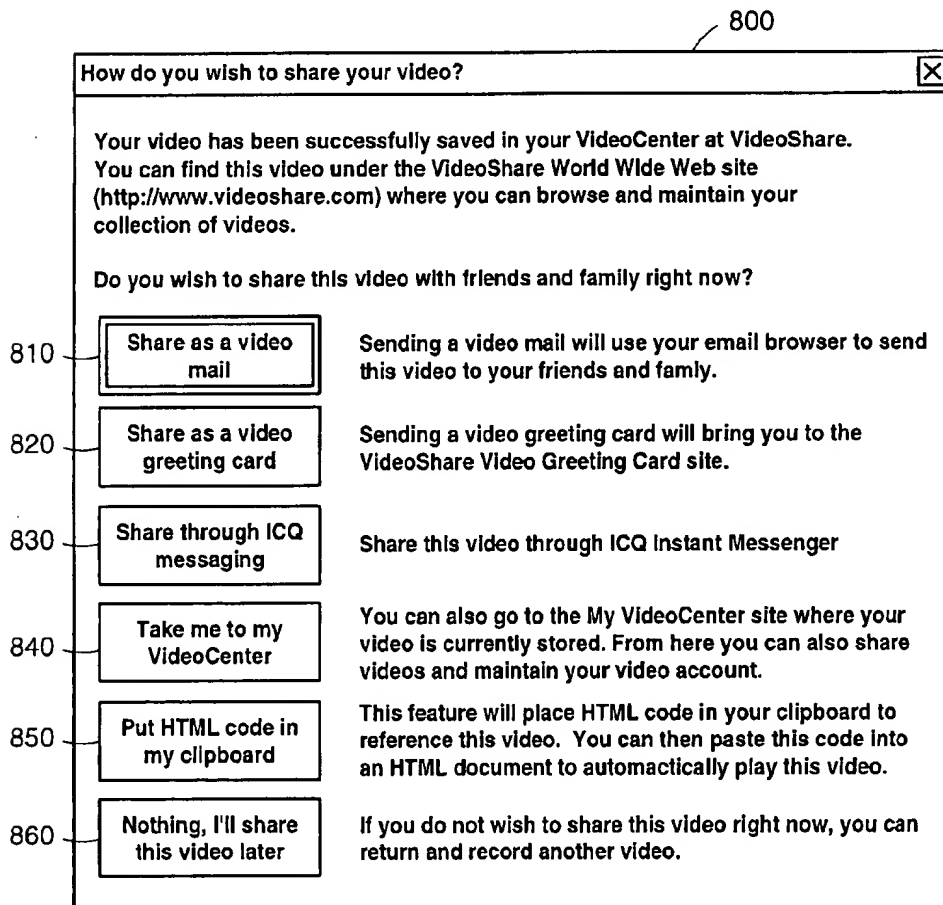 800
How do you wish to share your video?
Your video has been successfully saved in your VideoCenter at VideoShare.
You can find this video under the VideoShare World Wide Web site
(http://www.videoshare.com) where you can browse and maintain your
collection of videos.
Do you wish to share this video with friends and family right now?
810
Share as a video
mail
Sending a video mail will use your email browser to send
this video to your friends and famly.
820
Share as a video
greeting card
Sending a video greeting card will bring you to the
VideoShare Video Greeting Card site.
830
Share through ICQ
messaging
Share this video through ICQ Instant Messenger
840
Take me to my
VideoCenter
You can also go to the My VideoCenter site where your
video is currently stored. From here you can also share
videos and maintain your video account.
850
Put HTML code in
my clipboard
This feature will place HTML code in your clipboard to
reference this video. You can then paste this code into
an HTML document to automactically play this video.
860
Nothing, I'll share
this video later
If you do not wish to share this video right now, you can
return and record another video.